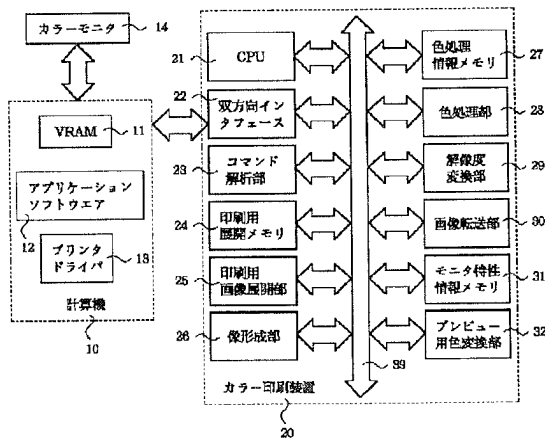 カラーモニタ
14
VRAM
11
アプリケーション
ソフトウエア
12
プリンタ
ドライバ
13
計算機
10
21
CPU
22
双方向インタ
フェース
23
コマンド
解析部
24
印刷用
展開メモリ
25
印刷用
画像展開部
26
像形成部
色処理
情報メモリ
27
色処理部
28
解像度
変換部
29
画像転送部
30
モニタ特性
情報メモリ
31
プレビュー
用色変換部
32
39
カラー印刷装置
20